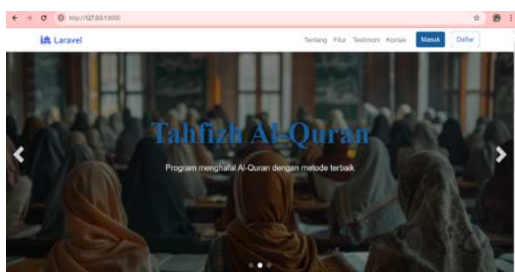 http://127.0.0.1:8000
Laravel
Tentang Fitur Testimoni Kontak Masuk Daftar
Tahfizh Al-Quran
Program menghafal Al-Quran dengan metode terbaik